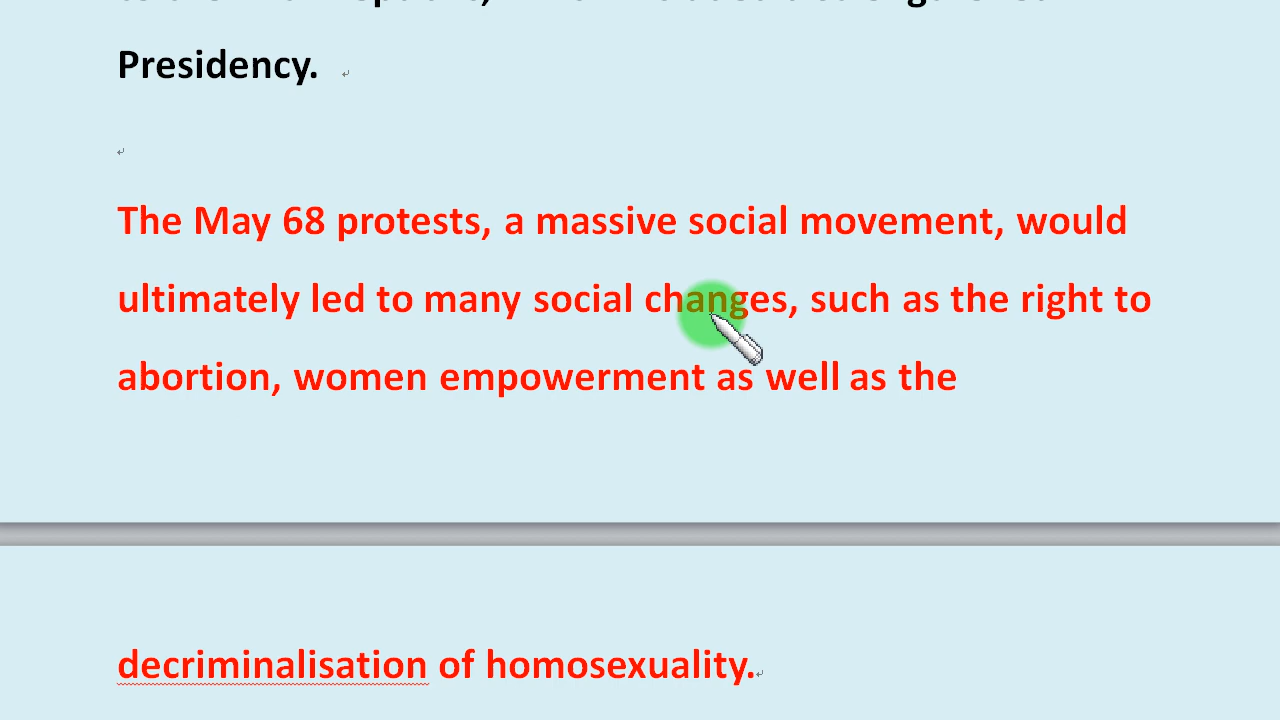 Presidency.
The May 68 protests, a massive social movement, would
ultimately led to many social changes, such as the right to
abortion, women empowerment as well as the
decriminalisation of homosexuality.